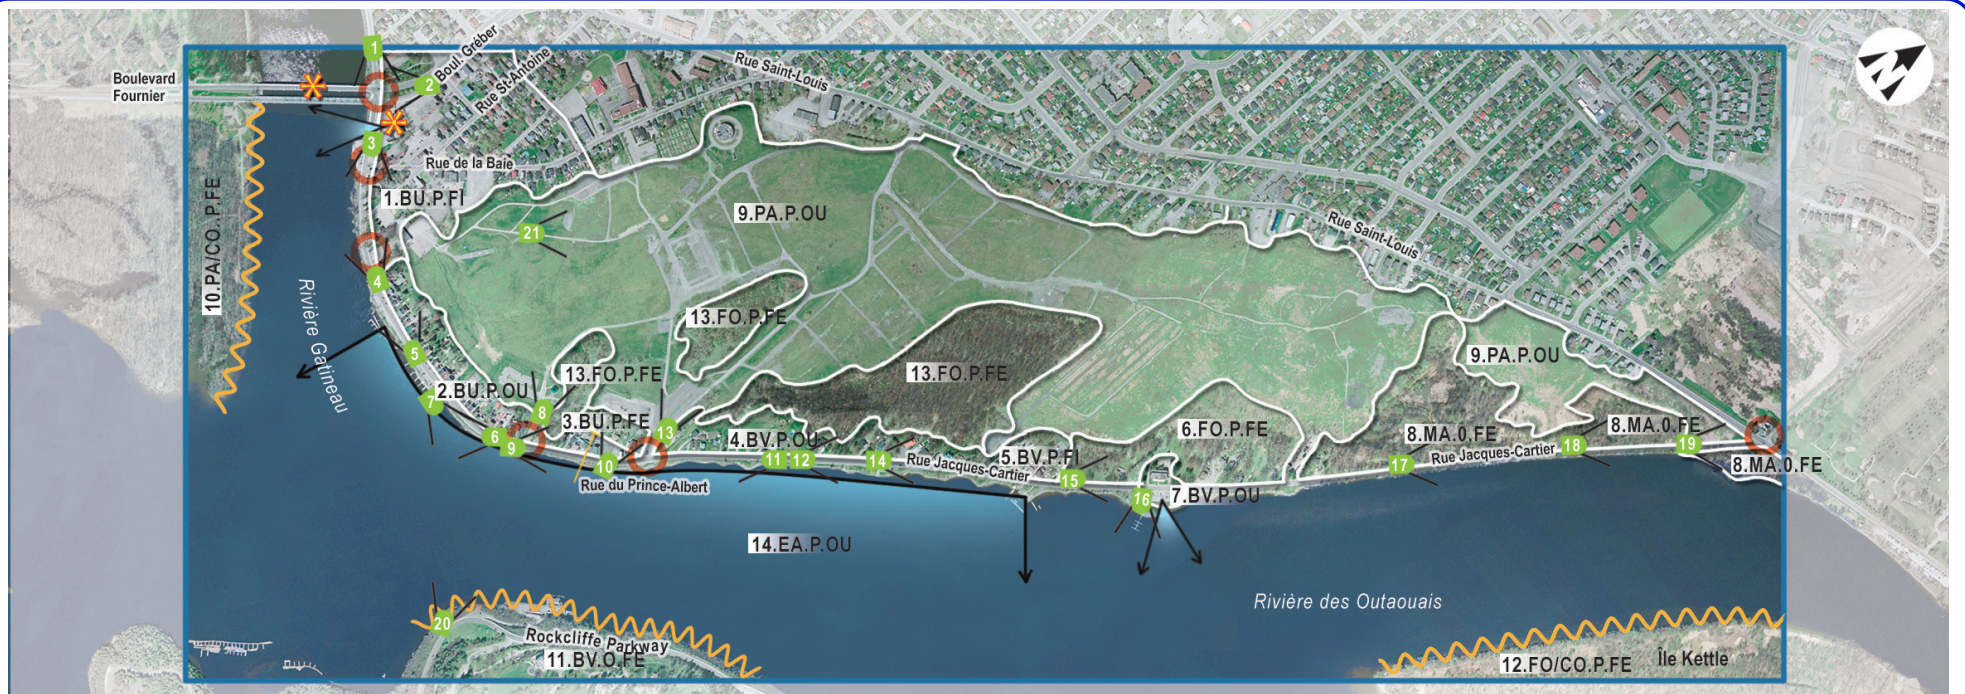 1
Boul. Gréber
2
Rue St-Antoine
Rue Saint-Louis
Boulevard
Fournier
3
Rue de la Baie
1.BU.P.FI
10.PA/CO.P.FE
9.PA.P.OU
21
Rue Saint-Louis
4
Rivière Gatineau
13.FO.P.FE
5
2.BU.P.OU
13.FO.P.FE
13.FO.P.FE
9.PA.P.OU
7
8
3.BU.P.FE
6
9
13
4.BV.P.OU
6.FO.P.FE
8.MA.0.FE
8.MA.0.FE
10
11
12
14
Rue Jacques-Cartier
5.BV.P.FI
15
17
Rue Jacques-Cartier
18
19
8.MA.0.FE
Rue du Prince-Albert
16
7.BV.P.OU
14.EA.P.OU
Rivière des Outaouais
20
Rockcliffe Parkway
11.BV.O.FE
12.FO/CO.P.FE
Île Kettle